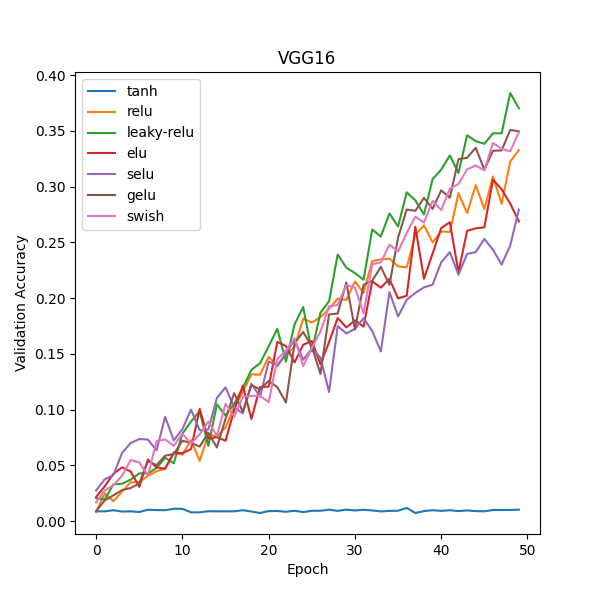 VGG16
0.40
0.35
0.30
0.25
0.20
0.15
0.10
0.05
0.00
Validation Accuracy
tanh
relu
leaky-relu
elu
selu
gelu
swish
0 10 20 30 40 50
Epoch